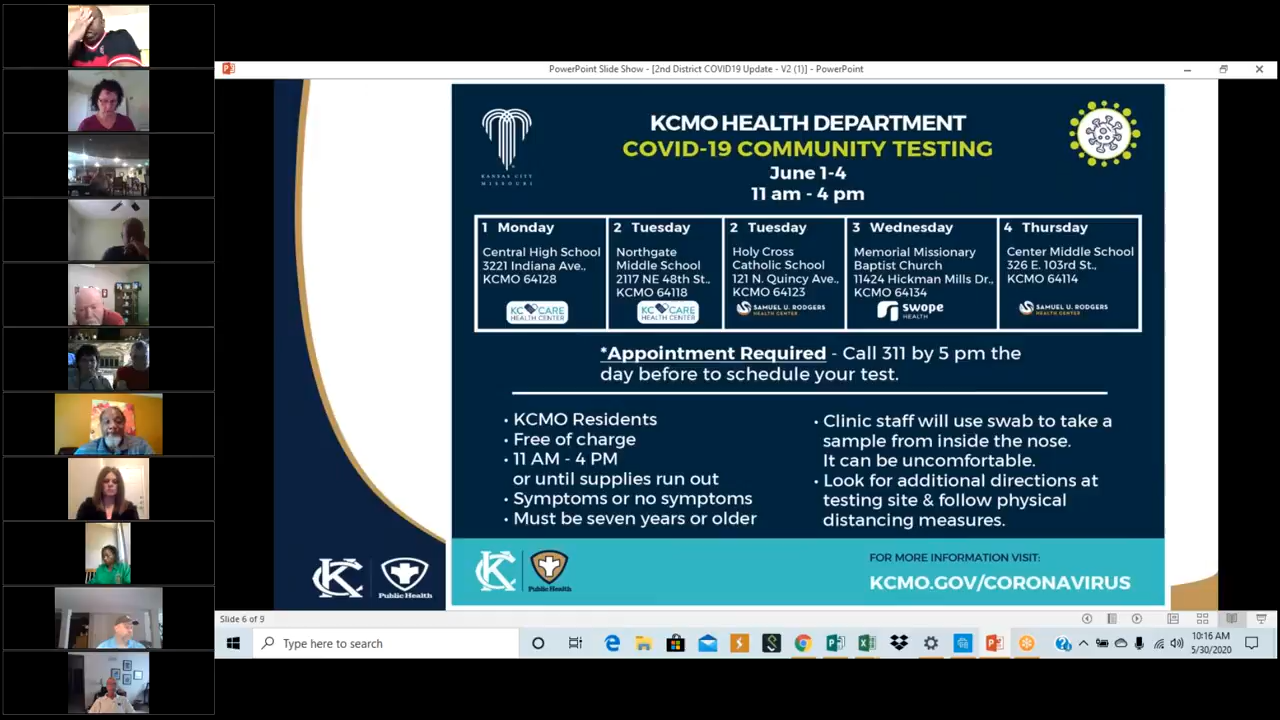 PowerPoint Slide Show - [2nd District COVID19 Update - V2 (1)] - PowerPoint
KANSAS CITY
MISSOURI
KCMO HEALTH DEPARTMENT
COVID-19 COMMUNITY TESTING
June 1-4
11 am - 4 pm
1 Monday
Central High School
3221 Indiana Ave.,
KCMO 64128
KC CARE
HEALTH CENTER
2 Tuesday
Northgate
Middle School
2117 NE 48th St.,
KCMO 64118
KC CARE
HEALTH CENTER
2 Tuesday
Holy Cross
Catholic School
121 N. Quincy Ave.,
KCMO 64123
SAMUEL U. RODGERS
HEALTH CENTER
3 Wednesday
Memorial Missionary
Baptist Church
11424 Hickman Mills Dr.,
KCMO 64134
swope
HEALTH
4 Thursday
Center Middle School
326 E. 103rd St.,
KCMO 64114
SAMUEL U. RODGERS
HEALTH CENTER
*Appointment Required - Call 311 by 5 pm the
day before to schedule your test.
• KCMO Residents
• Free of charge
• 11 AM - 4 PM
or until supplies run out
• Symptoms or no symptoms
• Must be seven years or older
• Clinic staff will use swab to take a
sample from inside the nose.
It can be uncomfortable.
• Look for additional directions at
testing site & follow physical
distancing measures.
KC
Public Health
KC
Public Health
FOR MORE INFORMATION VISIT:
KCMO.GOV/CORONAVIRUS
Slide 6 of 9
Type here to search
10:16 AM
5/30/2020